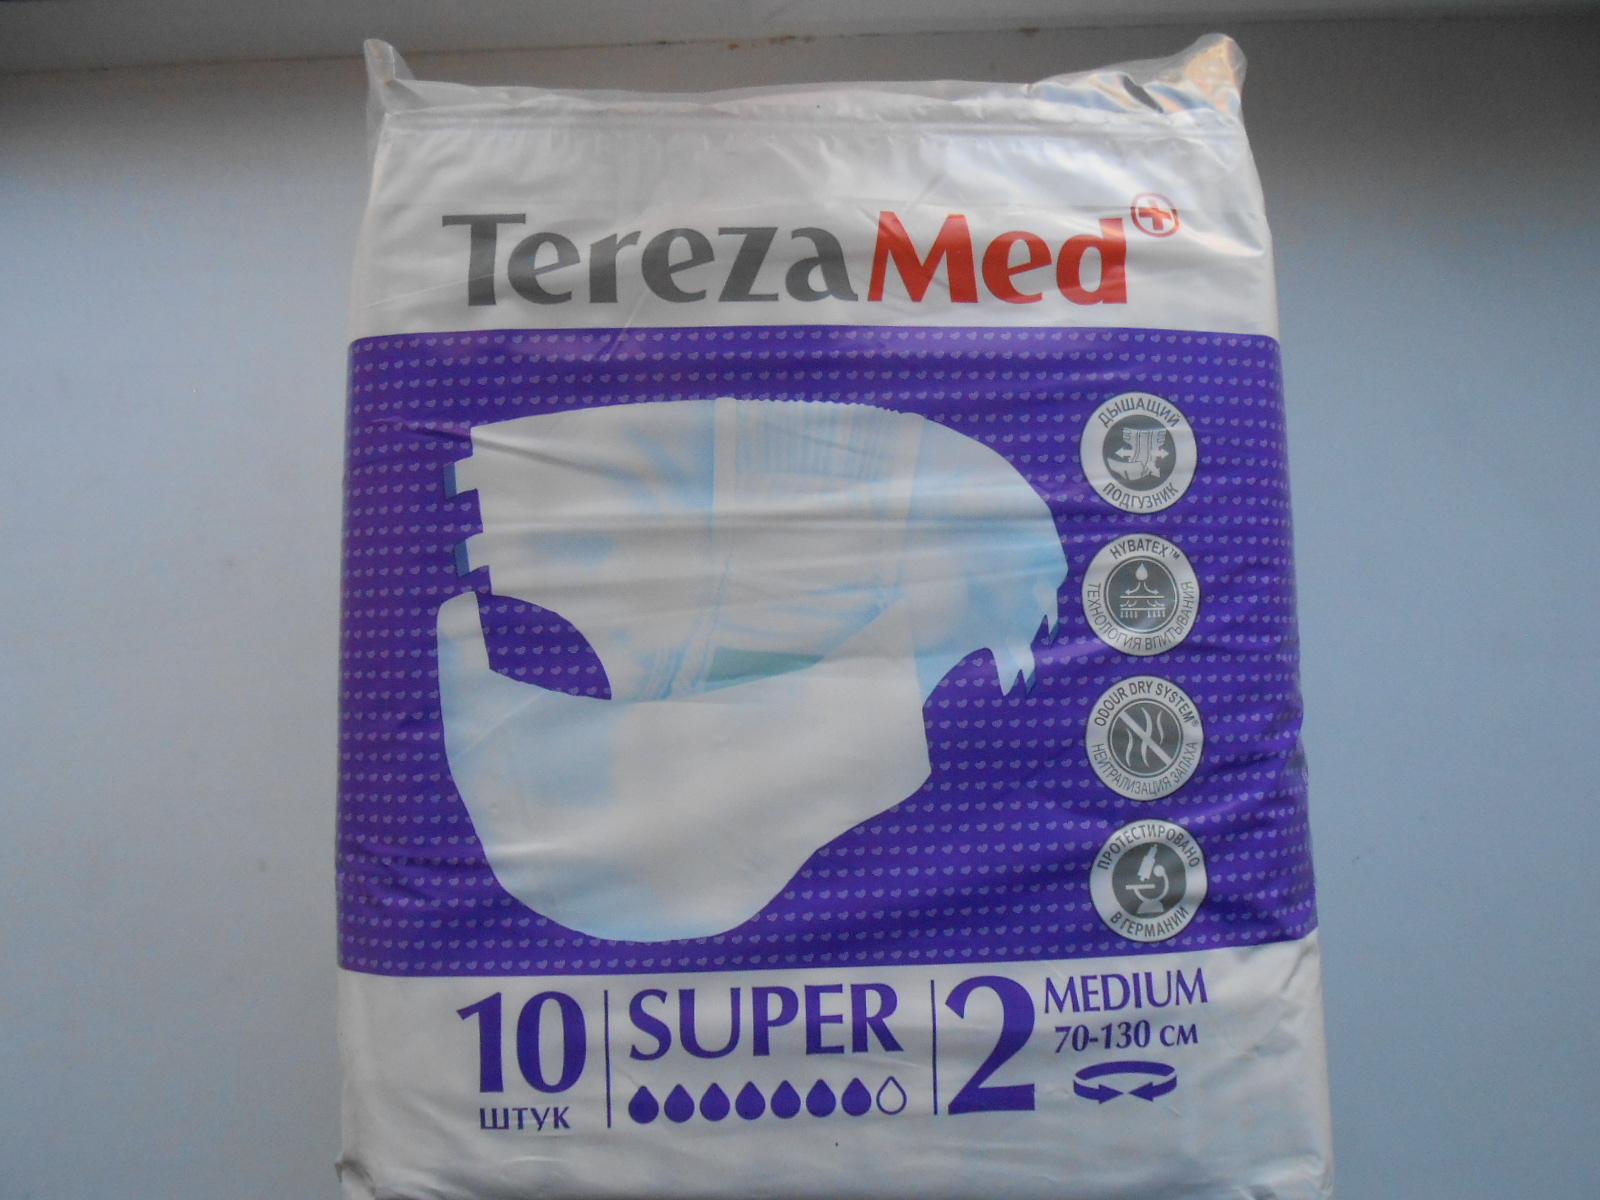 TerezaMed
ДЫШАЩИЙ
ПОДГУЗНИК
HYBATEX™
ТЕХНОЛОГИЯ ВПИТЫВАНИЯ
ODOUR DRY SYSTEM®
НЕЙТРАЛИЗАЦИЯ ЗАПАХА
ПРОТЕСТИРОВАНО
В ГЕРМАНИИ
10
ШТУК
SUPER
2
MEDIUM
70-130 СМ